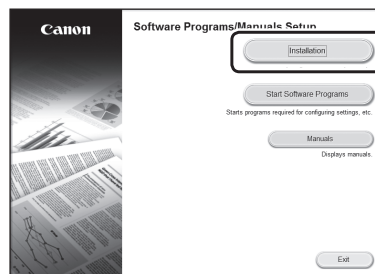 Canon
Software Programs/Manuals Setup
Installation
Start Software Programs
Starts programs required for configuring settings, etc.
Manuals
Displays manuals.
Exit